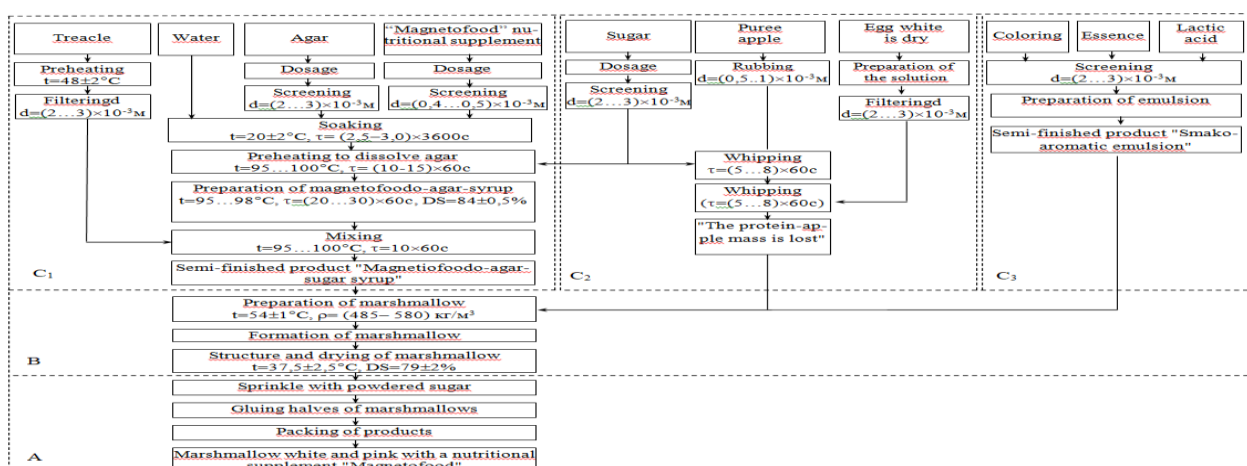 Treacle
Preheating
t=48±2°C
Filteringd
d=(2…3)×10⁻³м
Water
Agar
Dosage
Screening
d=(2…3)×10⁻³м
"Magnetofood" nu-
tritional supplement
Dosage
Screening
d=(0,4…0,5)×10⁻³м
Soaking
t=20±2°C, τ= (2,5–3,0)×3600c
Preheating to dissolve agar
t=95…100°C, τ= (10-15)×60c
Preparation of magnetofoodo-agar-syrup
t=95…98°C, τ=(20…30)×60c, DS=84±0,5%
Mixing
t=95…100°C, τ=10×60c
Semi-finished product "Magnetiofoodo-agar-
sugar syrup"
C₁
Sugar
Dosage
Screening
d=(2…3)×10⁻³м
Puree
apple
Rubbing
d=(0,5..1)×10⁻³м
Egg white
is dry
Preparation of
the solution
Filteringd
d=(2…3)×10⁻³м
Whipping
τ=(5…8)×60c
Whipping
(τ=(5…8)×60c)
"The protein-ap-
ple mass is lost"
C₂
Coloring
Essence
Lactic
acid
Screening
d=(2…3)×10⁻³м
Preparation of emulsion
Semi-finished product "Smako-
aromatic emulsion"
C₃
Preparation of marshmallow
t=54±1°C, ρ= (485– 580) кг/м³
Formation of marshmallow
Structure and drying of marshmallow
t=37,5±2,5°C, DS=79±2%
B
Sprinkle with powdered sugar
Gluing halves of marshmallows
Packing of products
Marshmallow white and pink with a nutritional
supplement "Magnetofood"
A